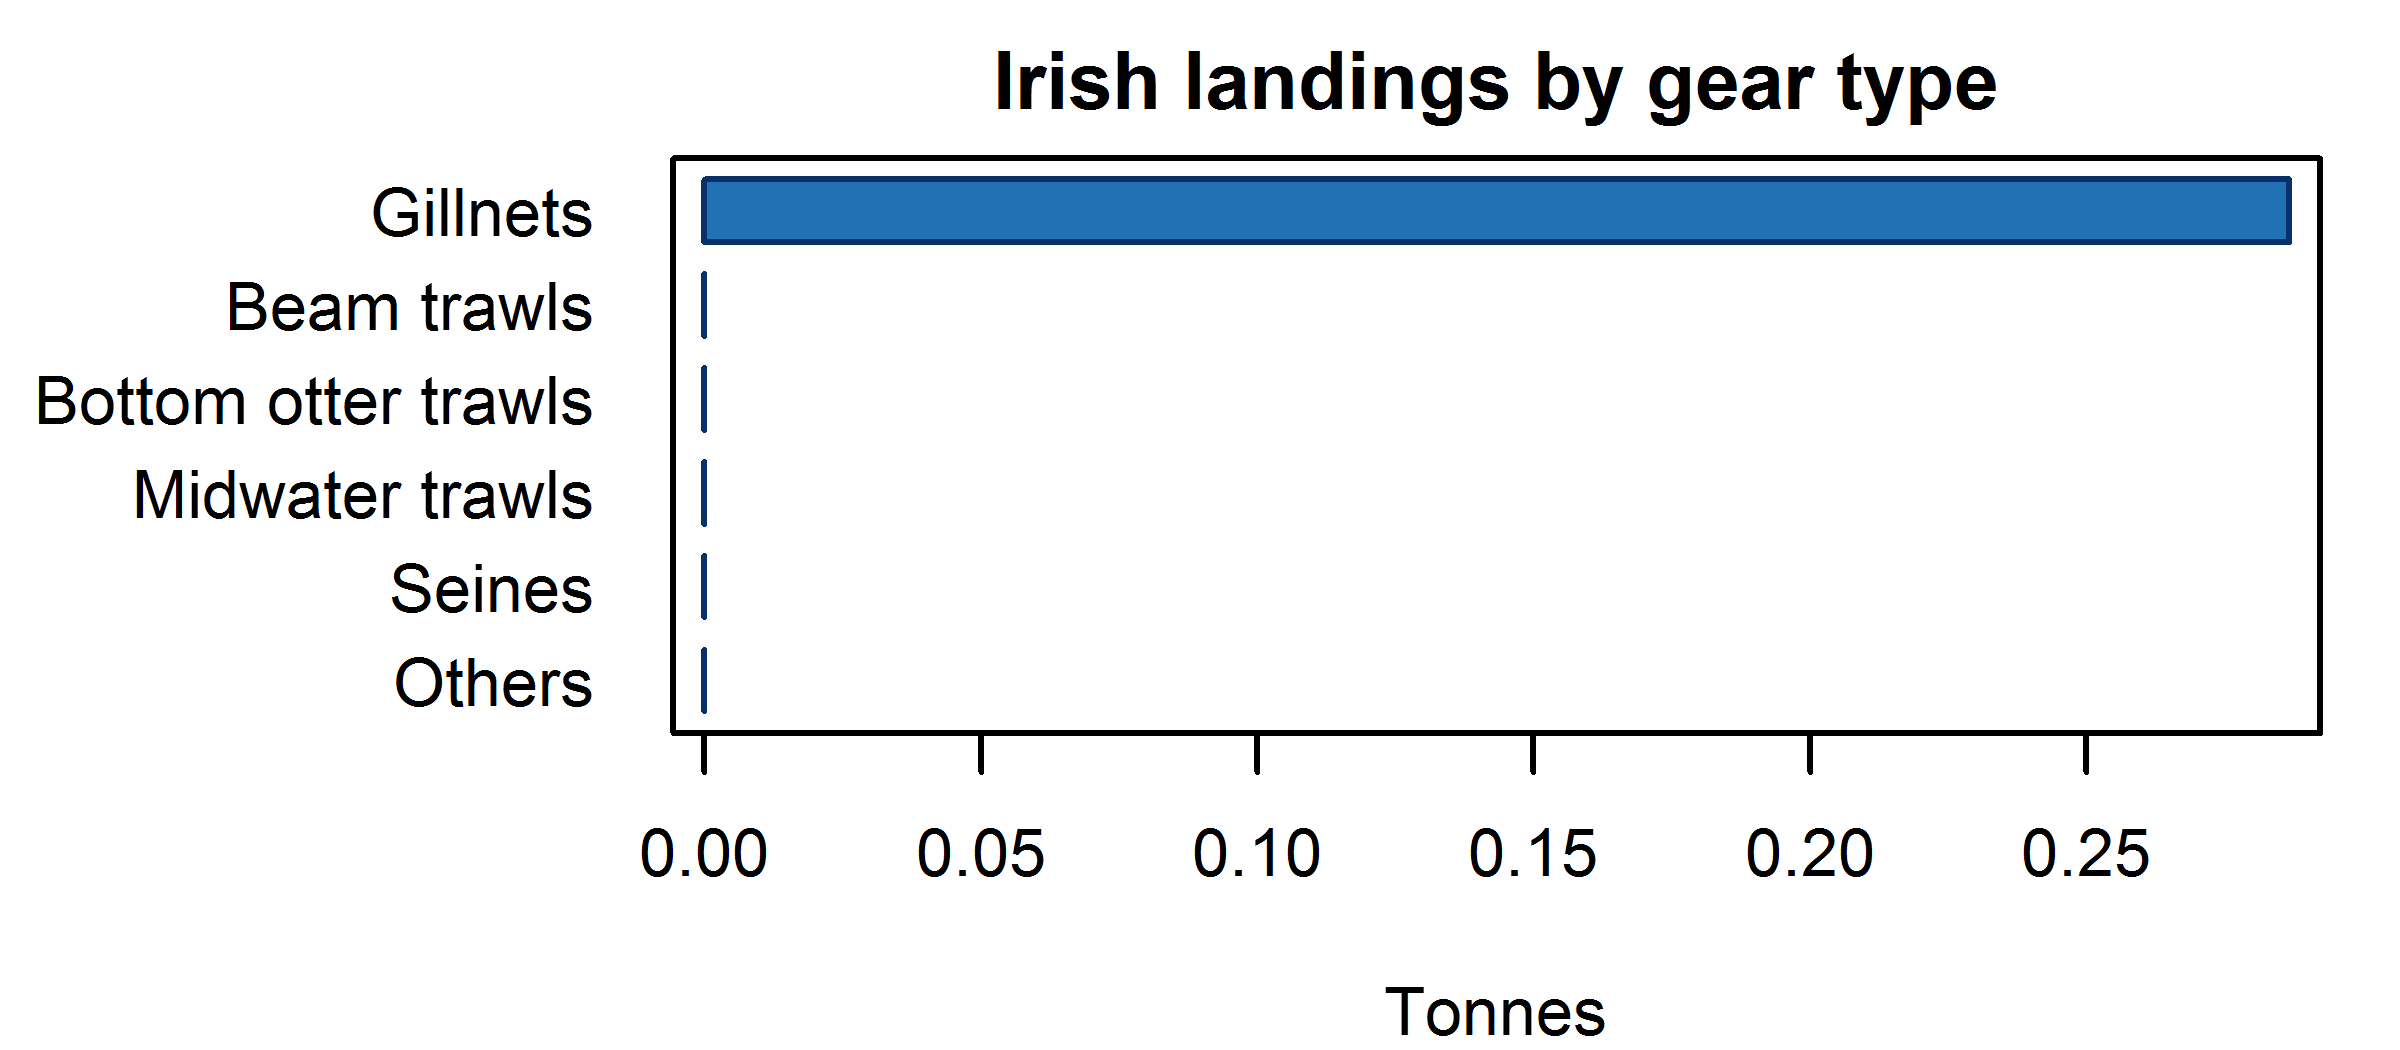 Irish landings by gear type
Gillnets
Beam trawls
Bottom otter trawls
Midwater trawls
Seines
Others
0.00 0.05 0.10 0.15 0.20 0.25
Tonnes